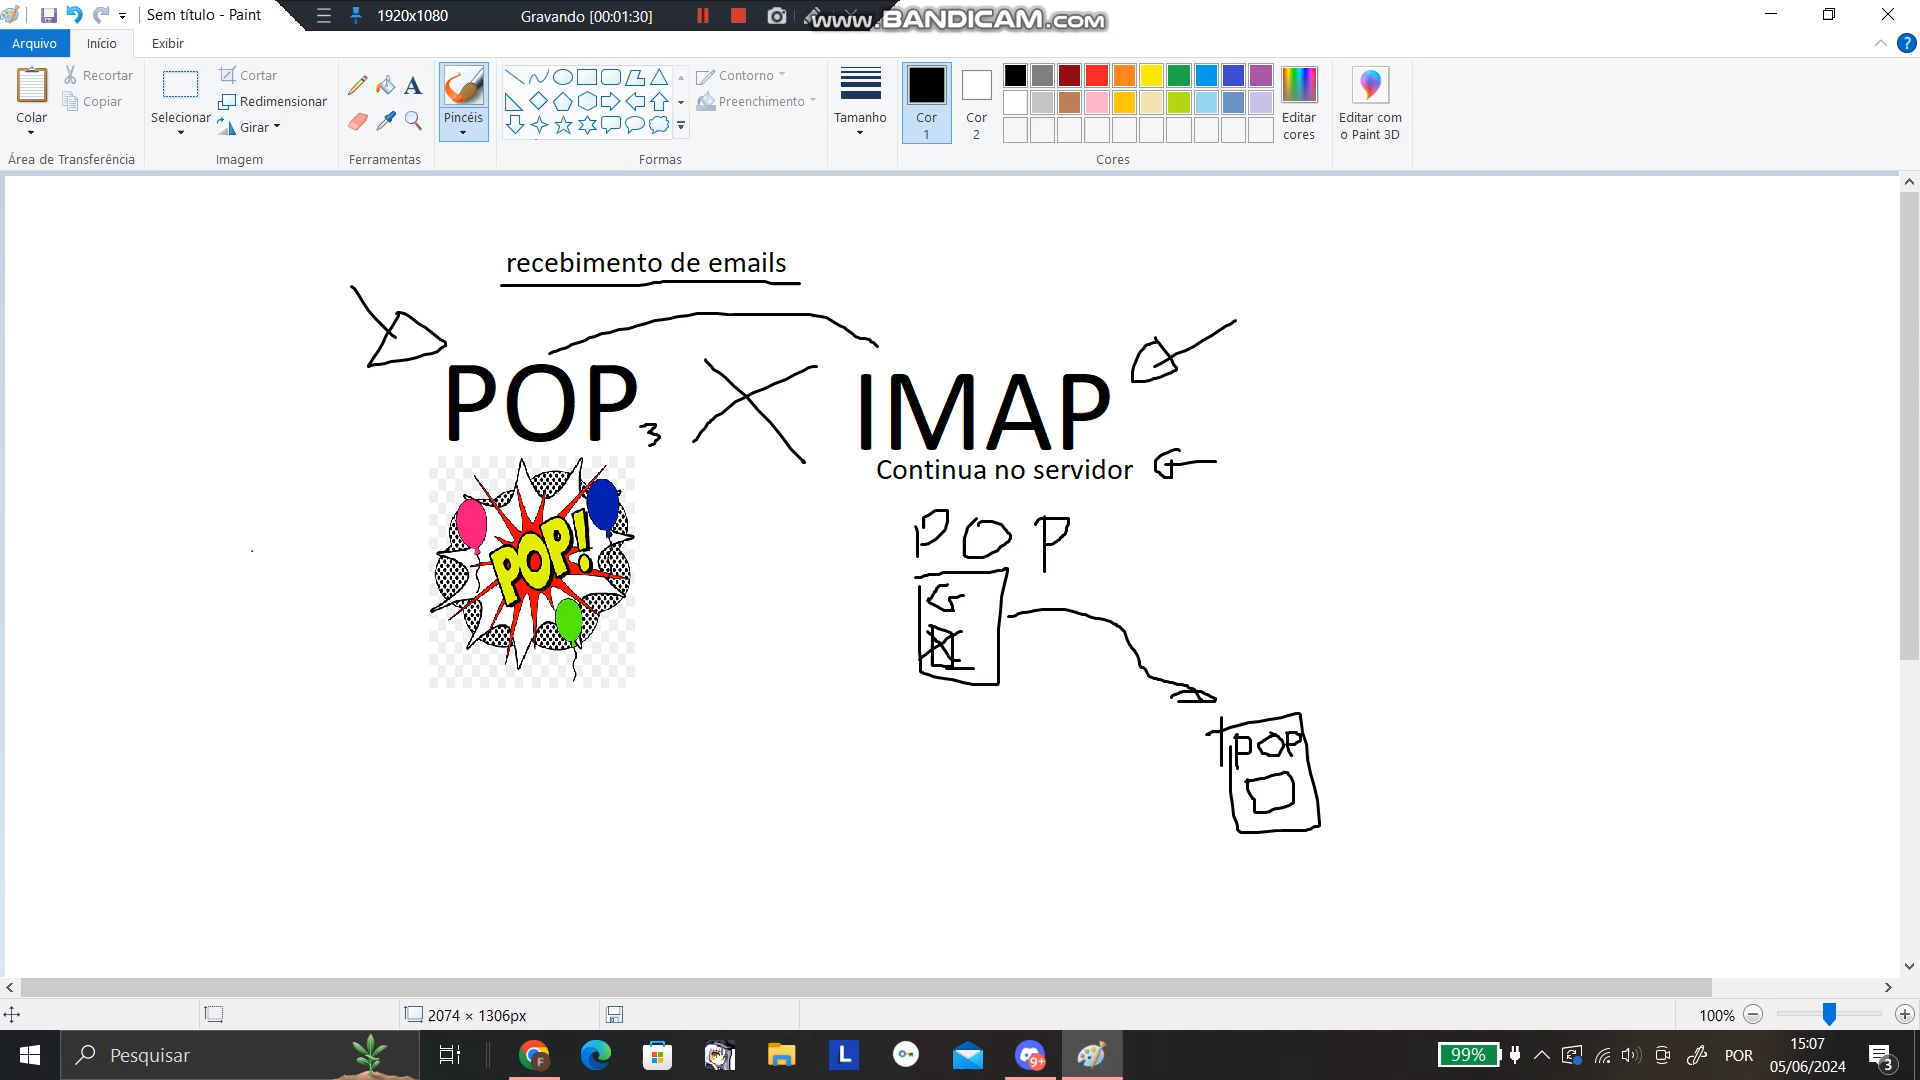 Sem título - Paint
1920x1080
Gravando [00:01:30]
www.BANDICAM.com
Arquivo
Início
Exibir
?
Colar
Recortar
Copiar
Área de Transferência
Selecionar
Cortar
Redimensionar
Girar
Imagem
A
Ferramentas
Pincéis
Contorno
Preenchimento
Formas
Tamanho
Cor
1
Cor
2
Cores
Editar
cores
Editar com
o Paint 3D
recebimento de emails
POP3 X IMAP
Continua no servidor
POP!
POP
G
POP
2074 × 1306px
100%
Pesquisar
F
L
9+
99%
POR
15:07
05/06/2024
3